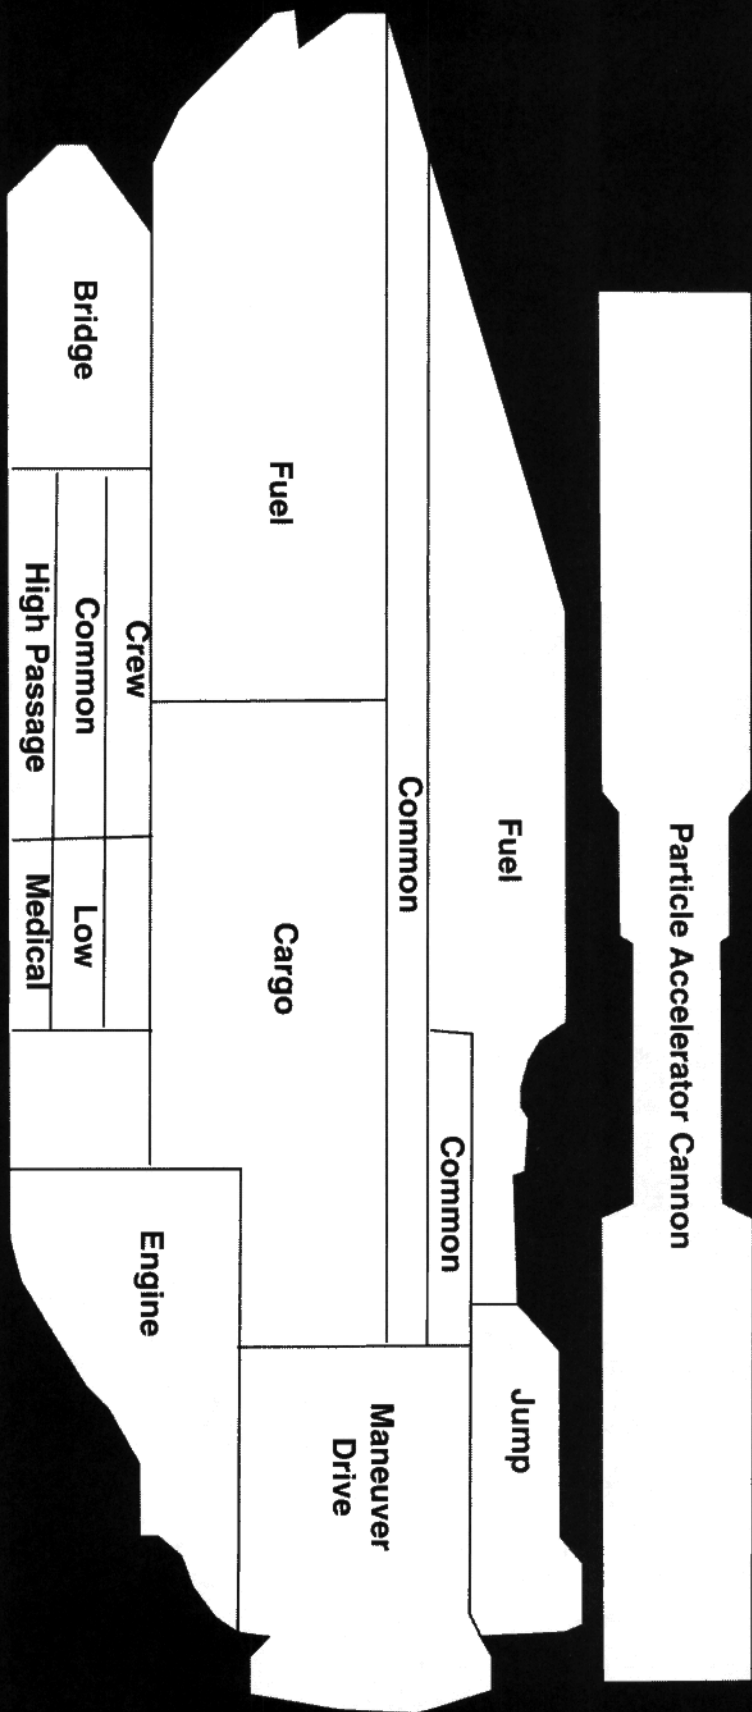 Particle Accelerator Cannon
Fuel
Jump
Common
Common
Fuel
Cargo
Maneuver
Drive
Bridge
Crew
Common
High Passage
Low
Medical
Engine